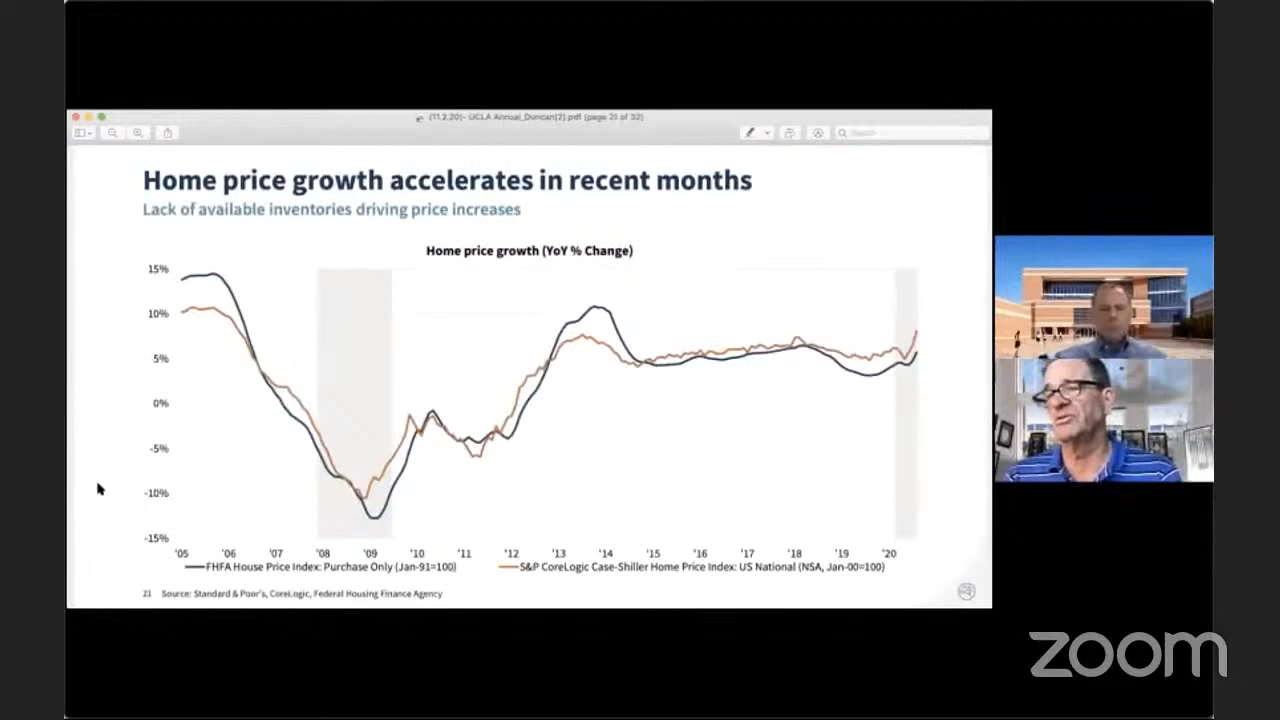 (11.2.20)- UCLA Annual_Duncan(2).pdf (page 21 of 32)
Search
Home price growth accelerates in recent months
Lack of available inventories driving price increases
Home price growth (YoY % Change)
15%
10%
5%
0%
-5%
-10%
-15%
'05 '06 '07 '08 '09 '10 '11 '12 '13 '14 '15 '16 '17 '18 '19 '20
FHFA House Price Index: Purchase Only (Jan-91=100) S&P CoreLogic Case-Shiller Home Price Index: US National (NSA, Jan-00=100)
21 Source: Standard & Poor's, CoreLogic, Federal Housing Finance Agency
zoom